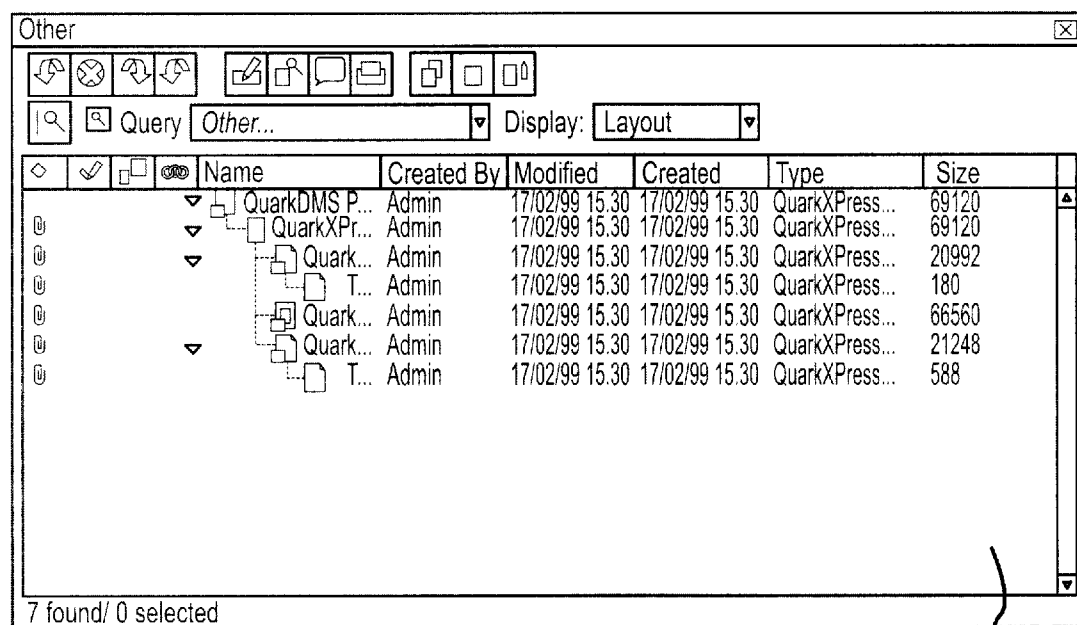 Other
Query Other... Display: Layout
Name Created By Modified Created Type Size
QuarkDMS P... Admin 17/02/99 15.30 17/02/99 15.30 QuarkXPress... 69120
QuarkXPr... Admin 17/02/99 15.30 17/02/99 15.30 QuarkXPress... 69120
Quark... Admin 17/02/99 15.30 17/02/99 15.30 QuarkXPress... 20992
T... Admin 17/02/99 15.30 17/02/99 15.30 QuarkXPress... 180
Quark... Admin 17/02/99 15.30 17/02/99 15.30 QuarkXPress... 66560
Quark... Admin 17/02/99 15.30 17/02/99 15.30 QuarkXPress... 21248
T... Admin 17/02/99 15.30 17/02/99 15.30 QuarkXPress... 588
7 found/ 0 selected